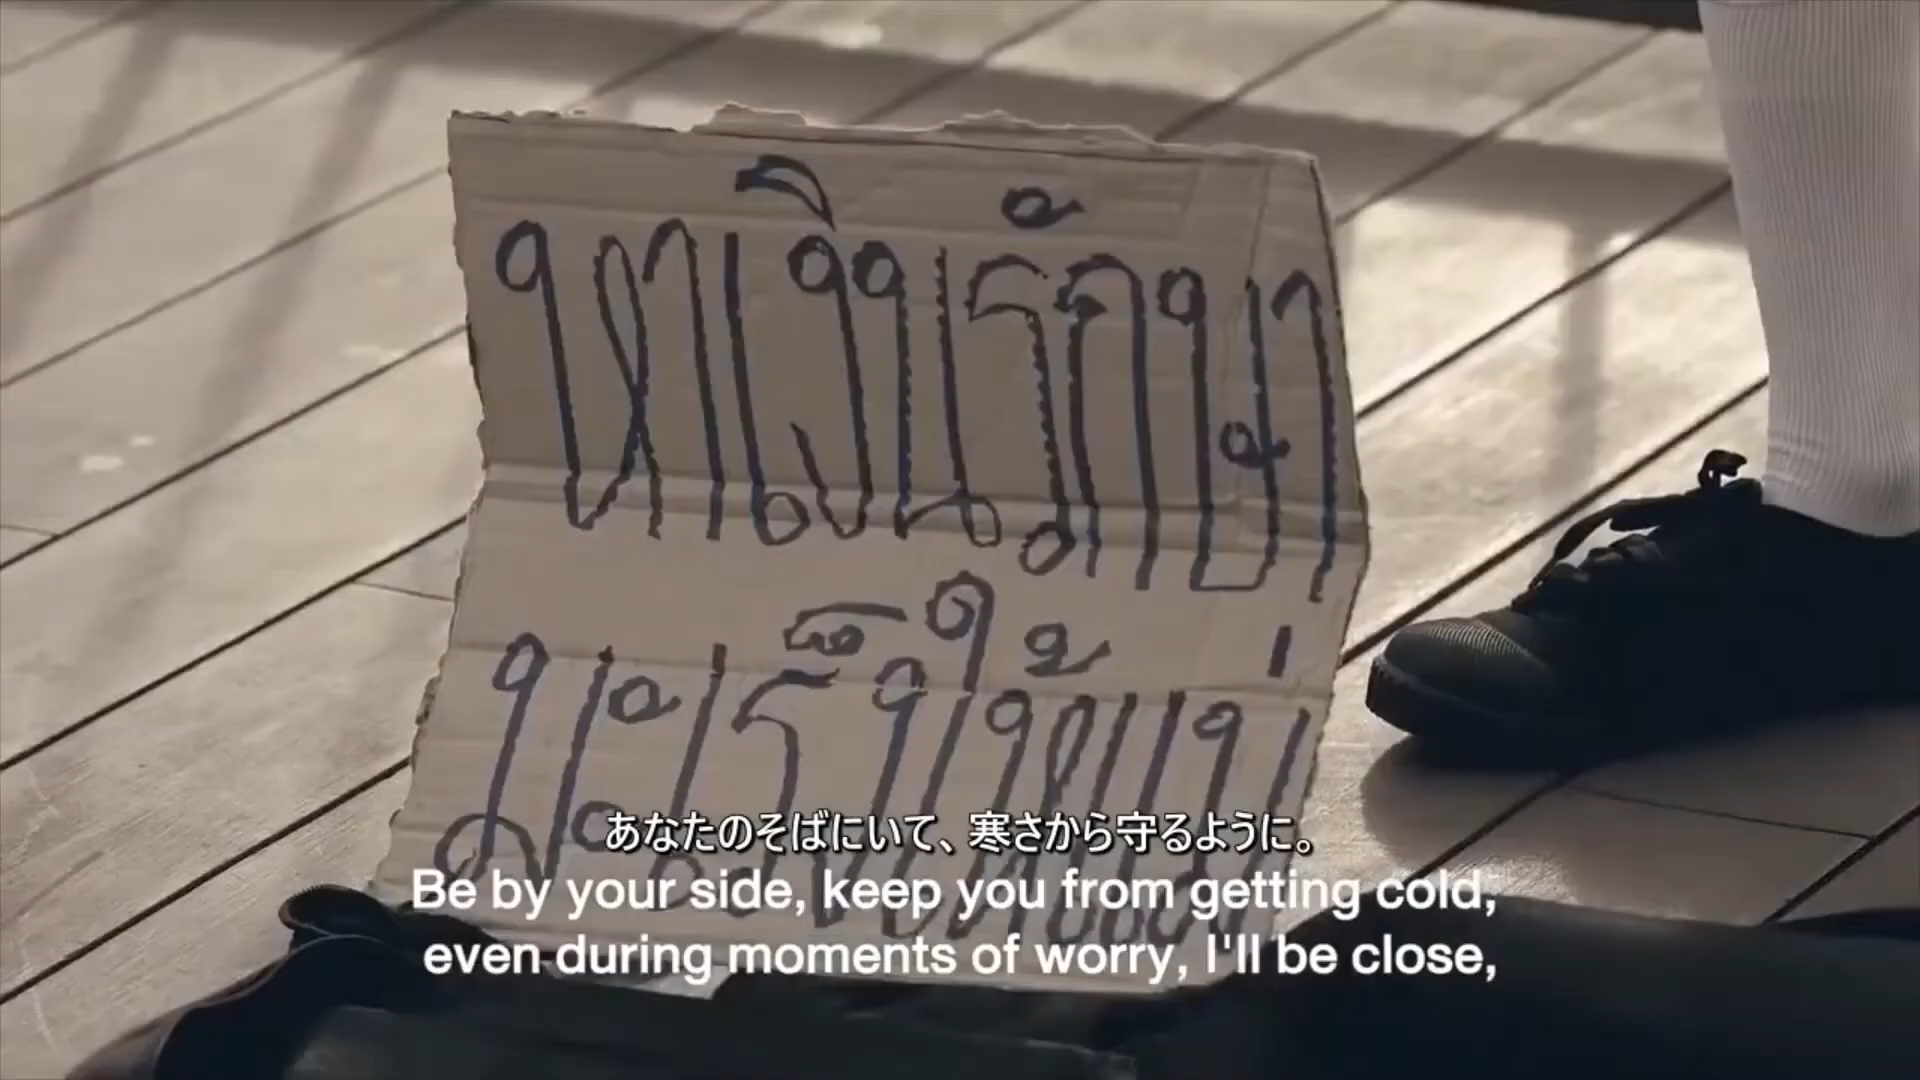 หาเงินรักษา
มะเร็งให้แม่
あなたのそばにいて、寒さから守るように。
Be by your side, keep you from getting cold,
even during moments of worry, I'll be close,